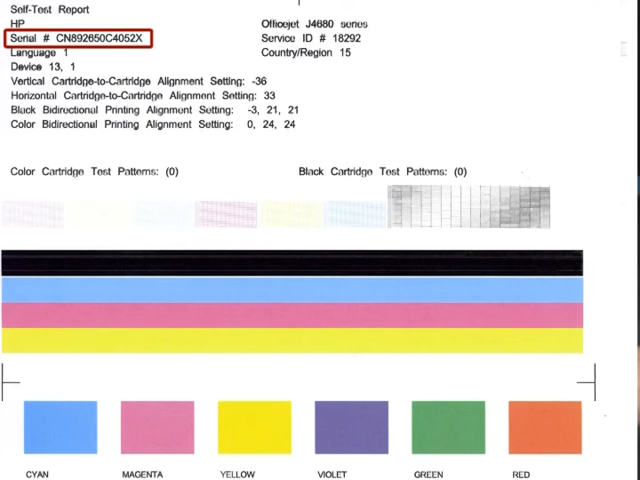 Self-Test Report
HP
Officejet J4680 series
Serial # CN892650C4052X
Service ID # 18292
Language 1
Country/Region 15
Device 13, 1
Vertical Cartridge-to-Cartridge Alignment Setting: -36
Horizontal Cartridge-to-Cartridge Alignment Setting: 33
Black Bidirectional Printing Alignment Setting: -3, 21, 21
Color Bidirectional Printing Alignment Setting: 0, 24, 24
Color Cartridge Test Patterns: (0)
Black Cartridge Test Patterns: (0)
CYAN
MAGENTA
YELLOW
VIOLET
GREEN
RED